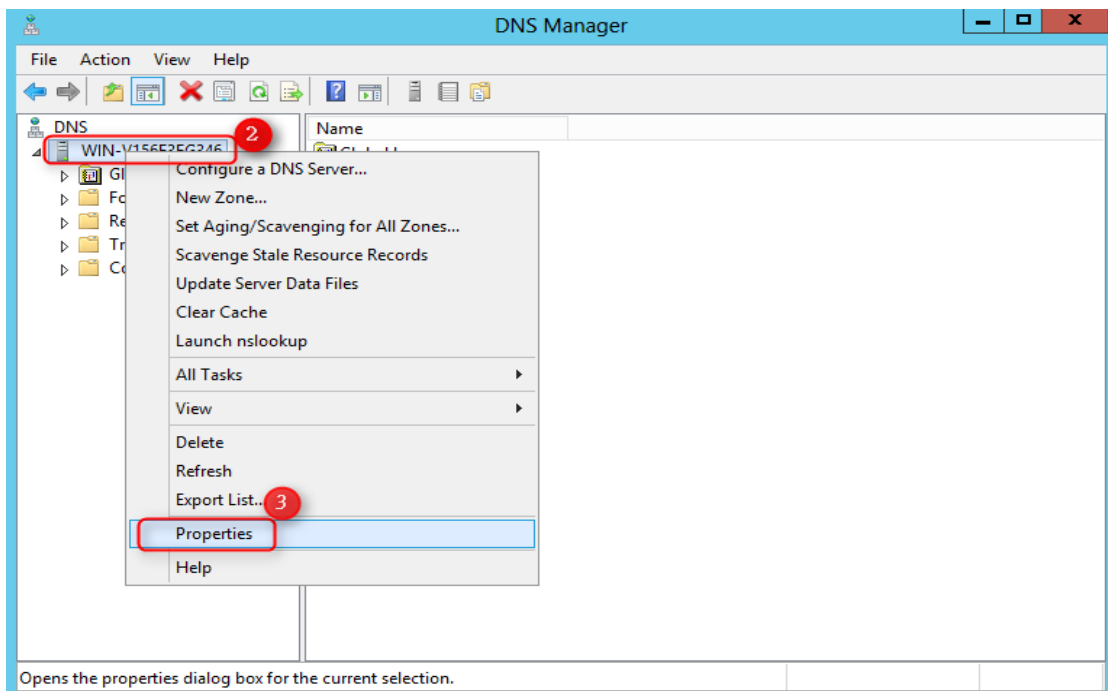 DNS Manager
File Action View Help
DNS
2
Name
WIN-V156F3FG346
Configure a DNS Server...
New Zone...
Set Aging/Scavenging for All Zones...
Scavenge Stale Resource Records
Update Server Data Files
Clear Cache
Launch nslookup
All Tasks
View
Delete
Refresh
Export List...
3
Properties
Help
Opens the properties dialog box for the current selection.